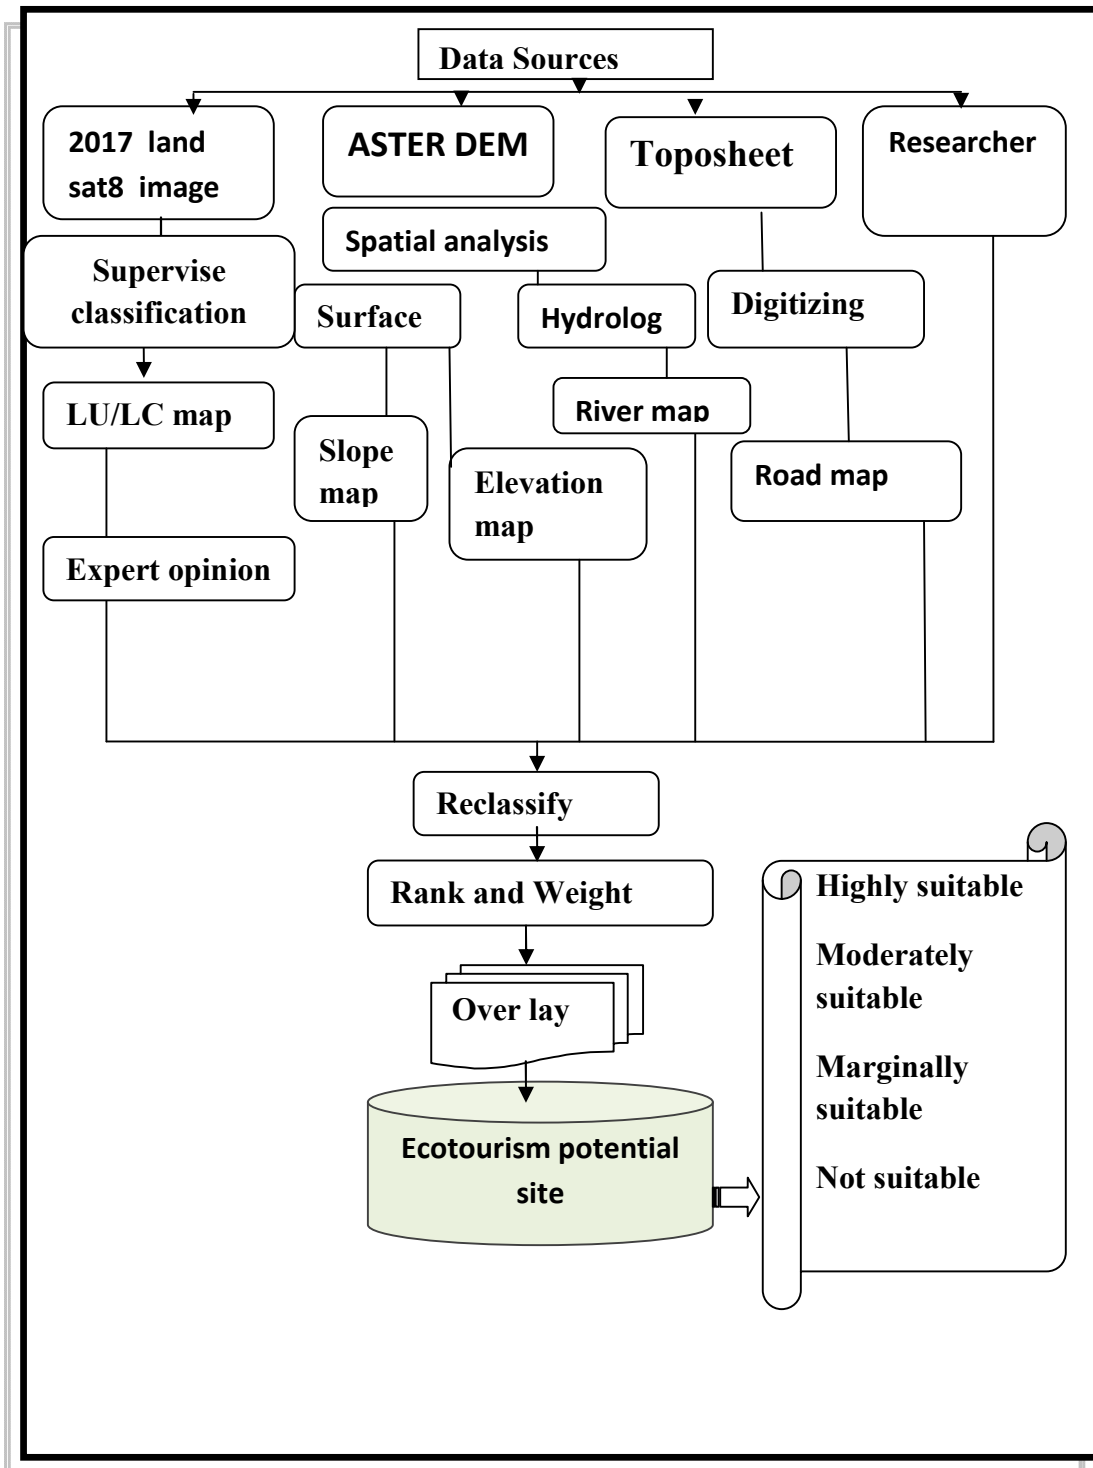 Data Sources
2017 land
sat8 image
ASTER DEM
Toposheet
Researcher
Supervise
classification
Spatial analysis
Surface
Hydrolog
Digitizing
LU/LC map
River map
Slope
map
Elevation
map
Road map
Expert opinion
Reclassify
Rank and Weight
Over lay
Ecotourism potential
site
Highly suitable
Moderately
suitable
Marginally
suitable
Not suitable